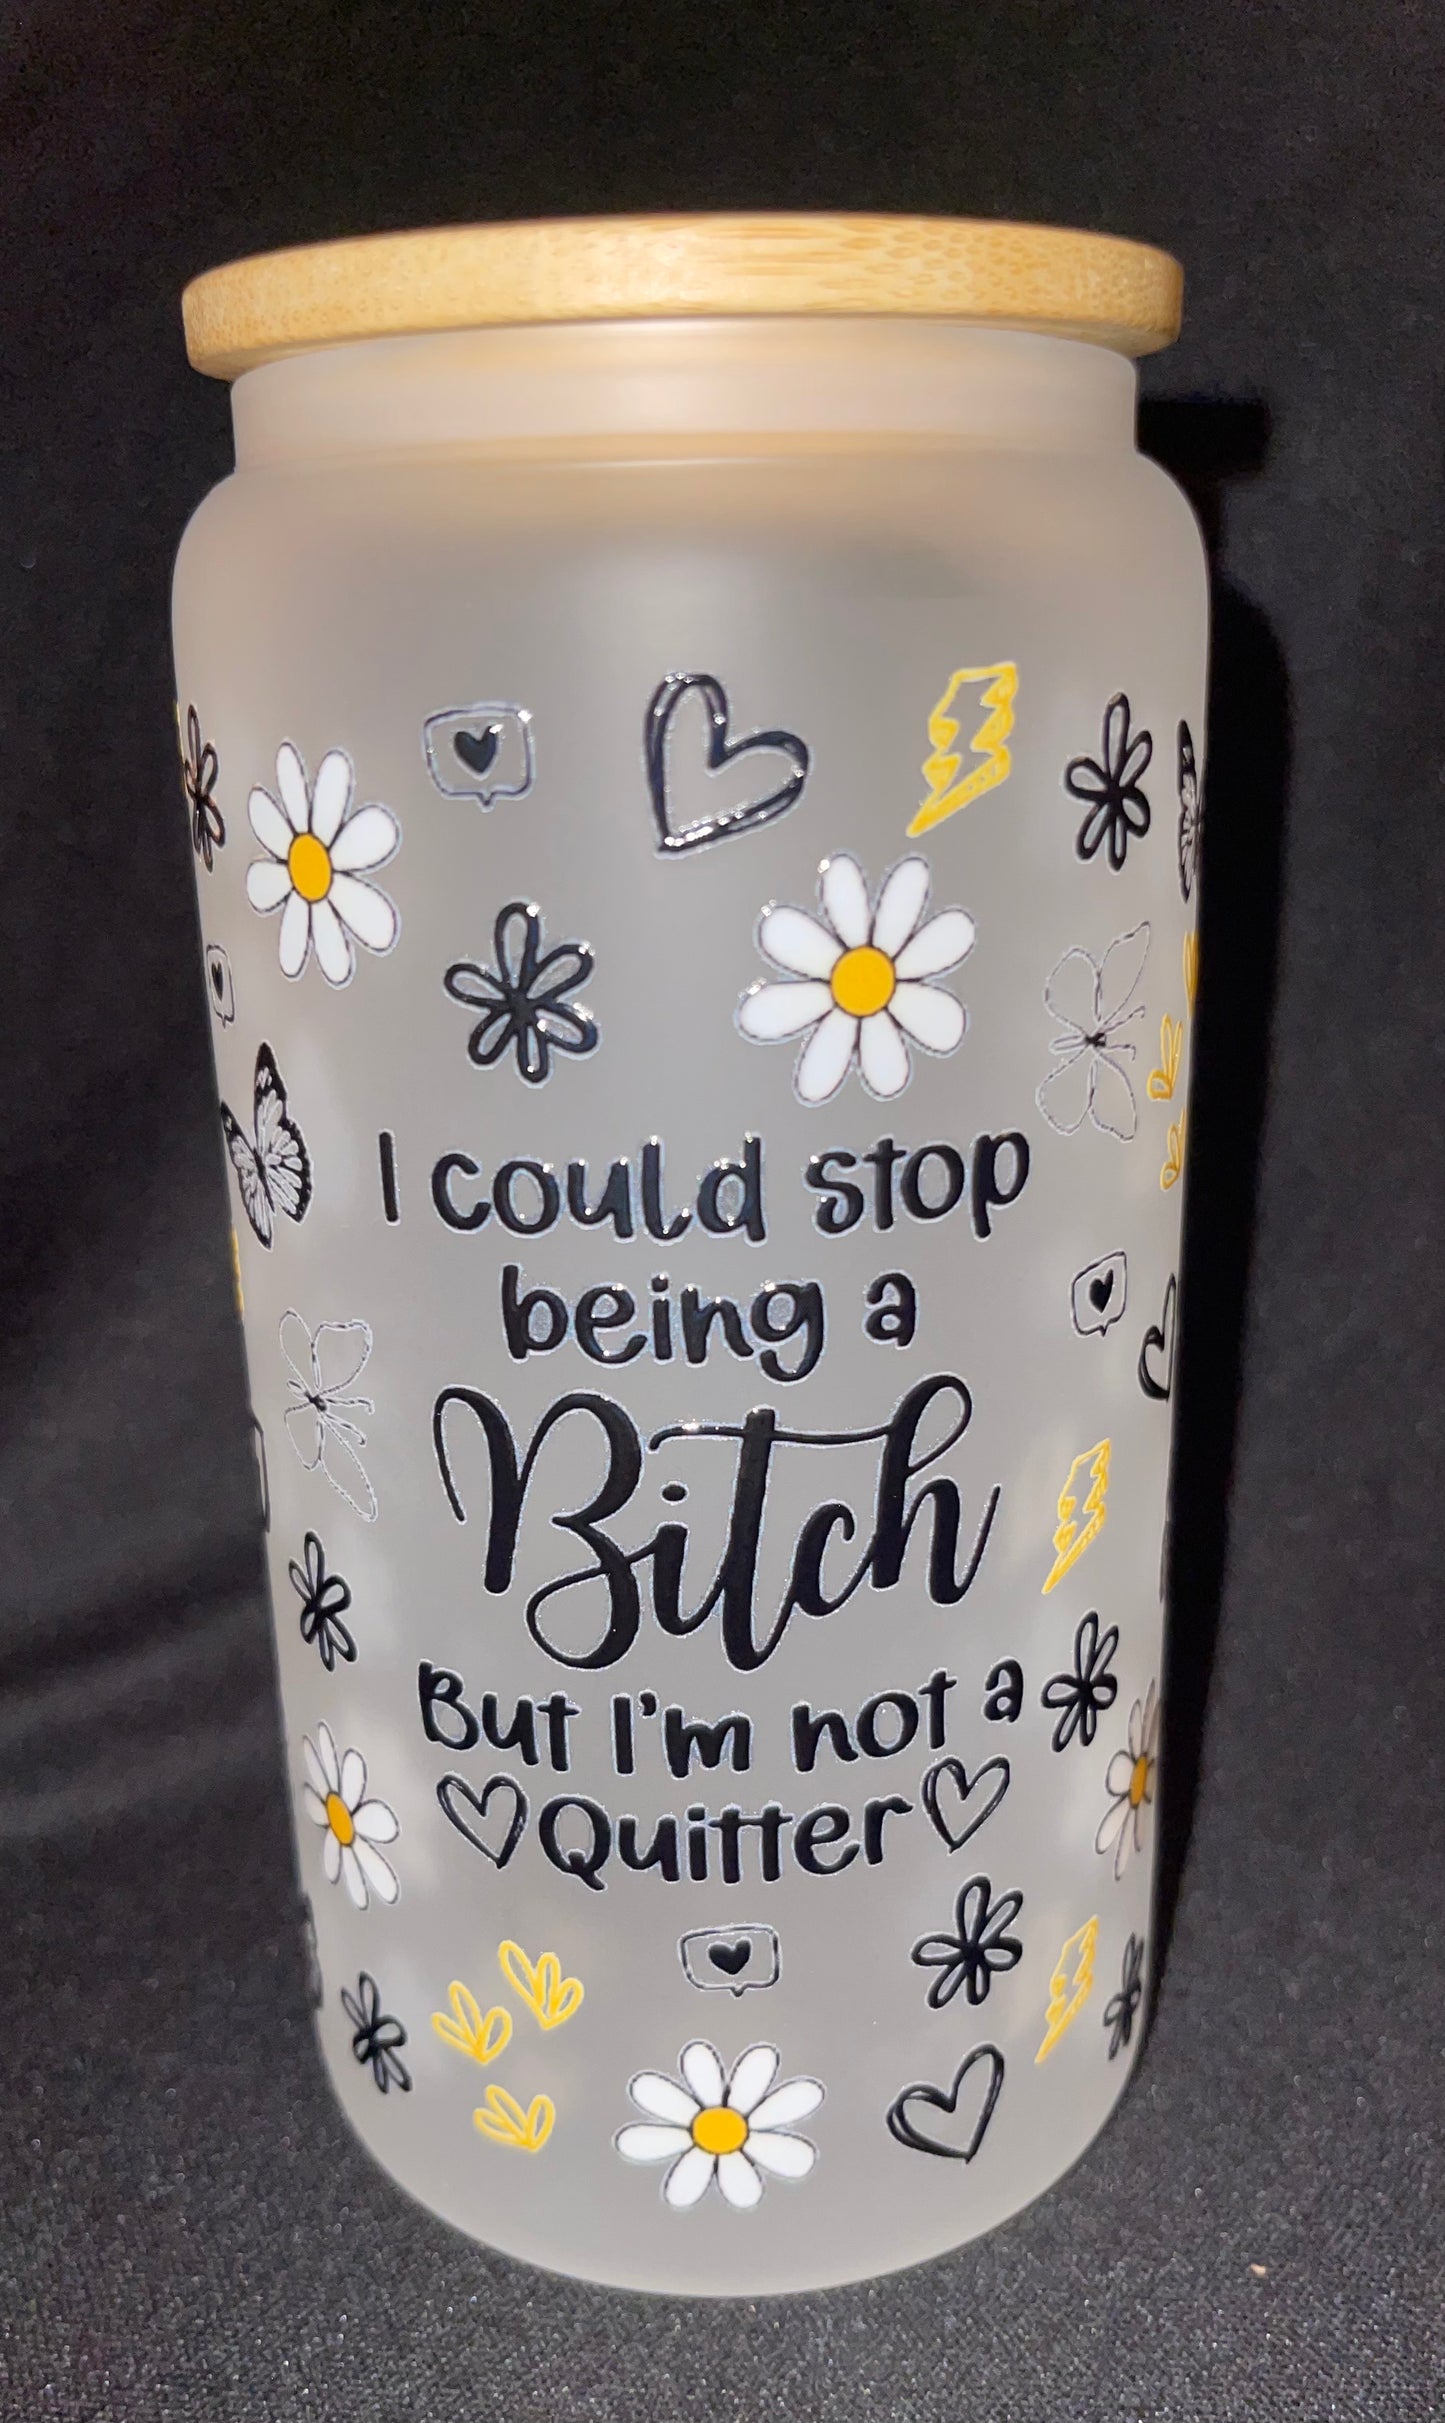 I could stop
being a
Bitch
But I'm not a
Quitter